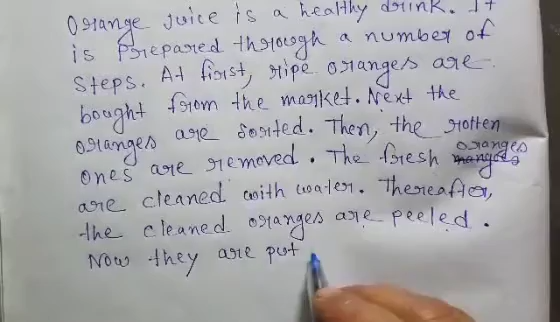 Orange juice is a healthy drink. It
is prepared through a number of
steps. At first, ripe oranges are
bought from the market. Next the
oranges are sorted. Then, the rotten
ones are removed. The fresh oranges mangoes
are cleaned with water. Thereafter,
the cleaned oranges are peeled.
Now they are put